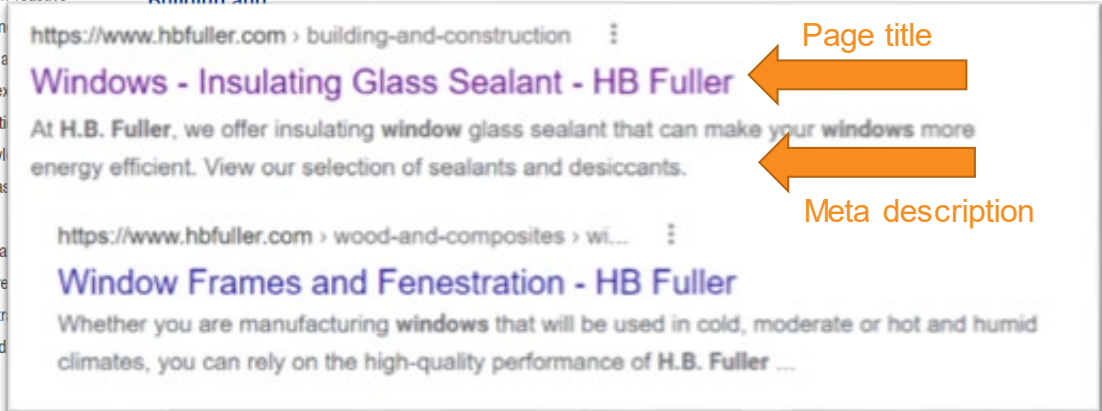 Building and
https://www.hbfuller.com › building-and-construction
Page title
Windows - Insulating Glass Sealant - HB Fuller
At H.B. Fuller, we offer insulating window glass sealant that can make your windows more
energy efficient. View our selection of sealants and desiccants.
Meta description
https://www.hbfuller.com › wood-and-composites › wi...
Window Frames and Fenestration - HB Fuller
Whether you are manufacturing windows that will be used in cold, moderate or hot and humid
climates, you can rely on the high-quality performance of H.B. Fuller ...